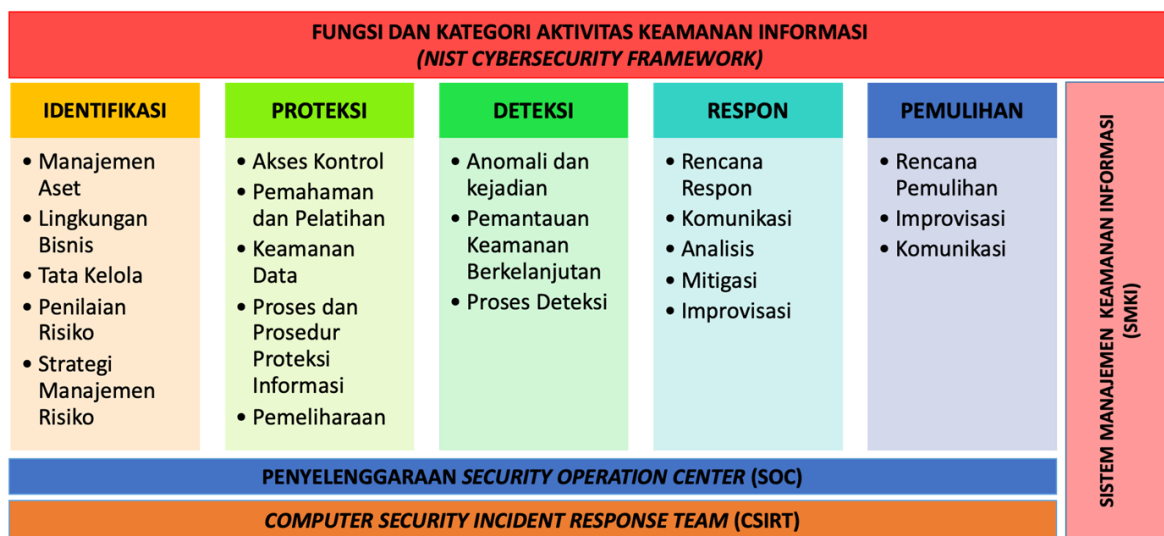 FUNGSI DAN KATEGORI AKTIVITAS KEAMANAN INFORMASI
(NIST CYBERSECURITY FRAMEWORK)
IDENTIFIKASI
• Manajemen
Aset
• Lingkungan
Bisnis
• Tata Kelola
• Penilaian
Risiko
• Strategi
Manajemen
Risiko
PROTEKSI
• Akses Kontrol
• Pemahaman
dan Pelatihan
• Keamanan
Data
• Proses dan
Prosedur
Proteksi
Informasi
• Pemeliharaan
DETEKSI
• Anomali dan
kejadian
• Pemantauan
Keamanan
Berkelanjutan
• Proses Deteksi
RESPON
• Rencana
Respon
• Komunikasi
• Analisis
• Mitigasi
• Improvisasi
PEMULIHAN
• Rencana
Pemulihan
• Improvisasi
• Komunikasi
SISTEM MANAJEMEN KEAMANAN INFORMASI
(SMKI)
PENYELENGGARAAN SECURITY OPERATION CENTER (SOC)
COMPUTER SECURITY INCIDENT RESPONSE TEAM (CSIRT)